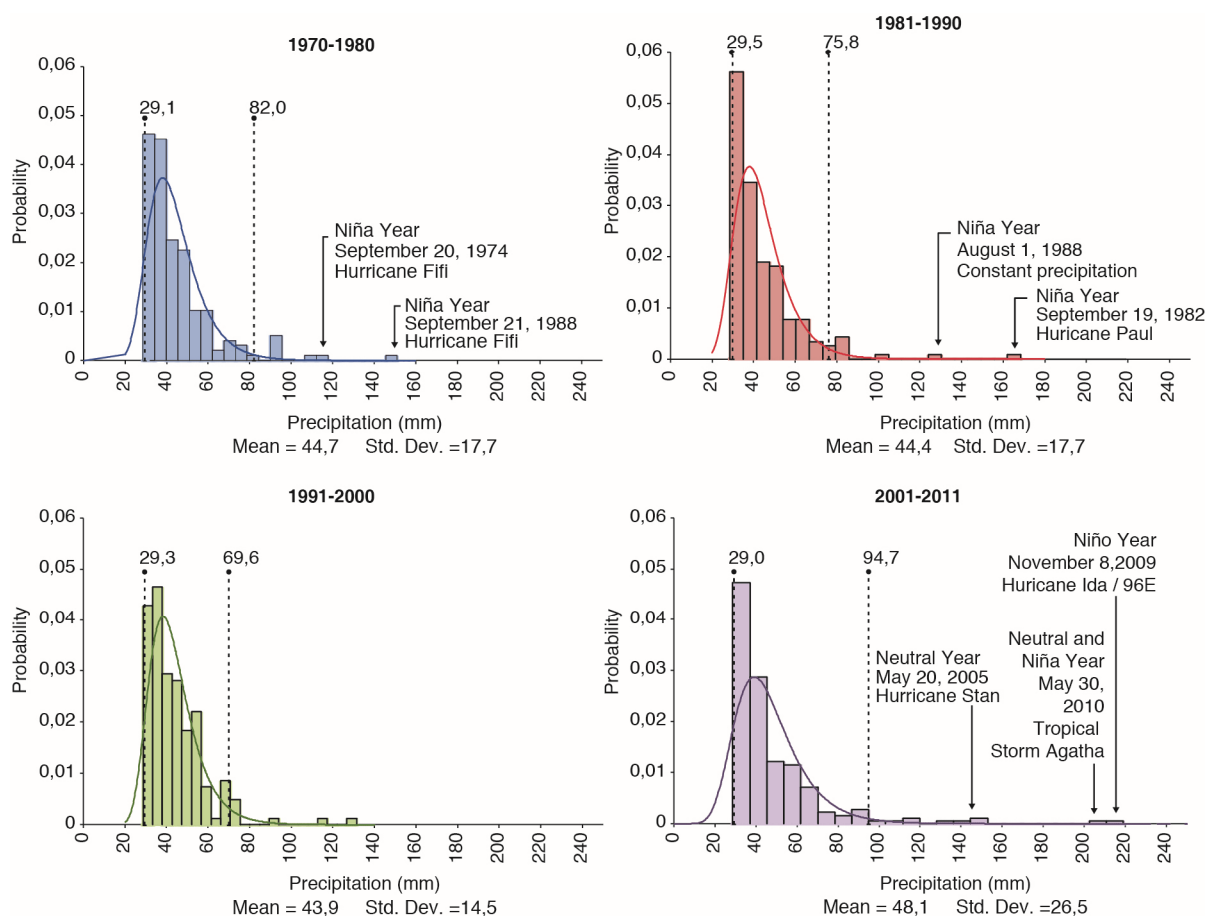 1970-1980
29,1
82,0
0,06
0,05
0,04
0,03
0,02
0,01
0
Probability
Niña Year
September 20, 1974
Hurricane Fifi
Niña Year
September 21, 1988
Hurricane Fifi
0
20
40
60
80
100
120
140
160
180
200
220
240
Precipitation (mm)
Mean = 44,7 Std. Dev. =17,7
1981-1990
29,5
75,8
0,06
0,05
0,04
0,03
0,02
0,01
0
Probability
Niña Year
August 1, 1988
Constant precipitation
Niña Year
September 19, 1982
Huricane Paul
0
20
40
60
80
100
120
140
160
180
200
220
240
Precipitation (mm)
Mean = 44,4 Std. Dev. =17,7
1991-2000
29,3
69,6
0,06
0,05
0,04
0,03
0,02
0,01
0
Probability
0
20
40
60
80
100
120
140
160
180
200
220
240
Precipitation (mm)
Mean = 43,9 Std. Dev. =14,5
2001-2011
29,0
94,7
0,06
0,05
0,04
0,03
0,02
0,01
0
Probability
Neutral Year
May 20, 2005
Hurricane Stan
Niño Year
November 8,2009
Huricane Ida / 96E
Neutral and
Niña Year
May 30,
2010
Tropical
Storm Agatha
0
20
40
60
80
100
120
140
160
180
200
220
240
Precipitation (mm)
Mean = 48,1 Std. Dev. =26,5